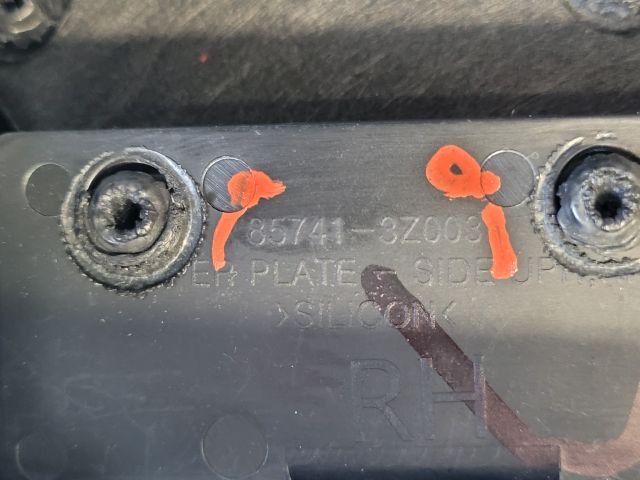 85741-3Z003
PLATE - SIDE
>SILICON<
RH